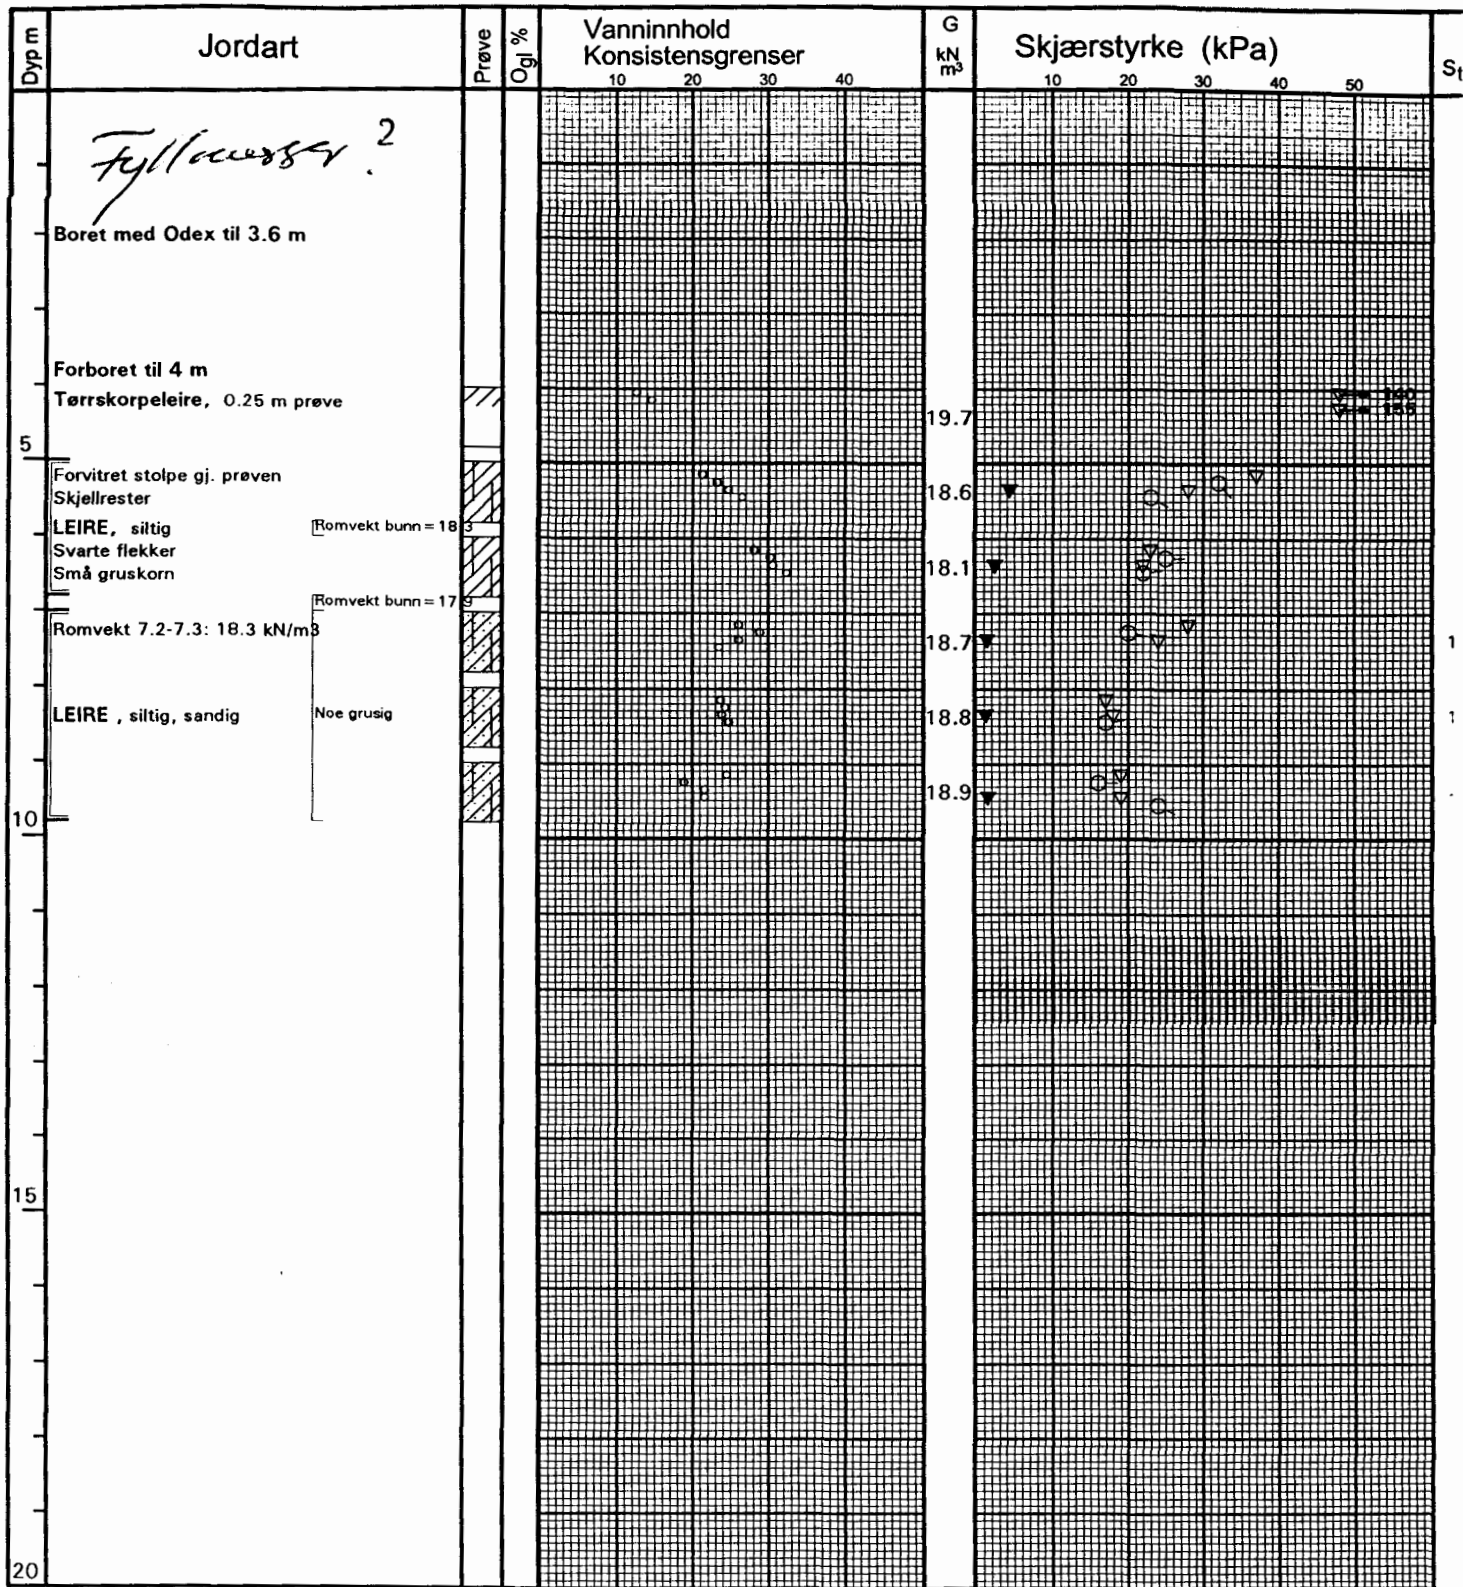 Dyp m
Jordart
Prøve
Ogl %
Vanninnhold
Konsistensgrenser
10 20 30 40
G
kN
m³
Skjærstyrke (kPa)
10 20 30 40 50
St
?
Boret med Odex til 3.6 m
Forboret til 4 m
Tørrskorpeleire, 0.25 m prøve
19.7
140
155
5
Forvitret stolpe gj. prøven
Skjellrester
18.6
LEIRE, siltig
Romvekt bunn = 18.3
Svarte flekker
Små gruskorn
18.1
Romvekt bunn = 17.9
Romvekt 7.2-7.3: 18.3 kN/m3
18.7
1
LEIRE , siltig, sandig
Noe grusig
18.8
1
18.9
10
15
20